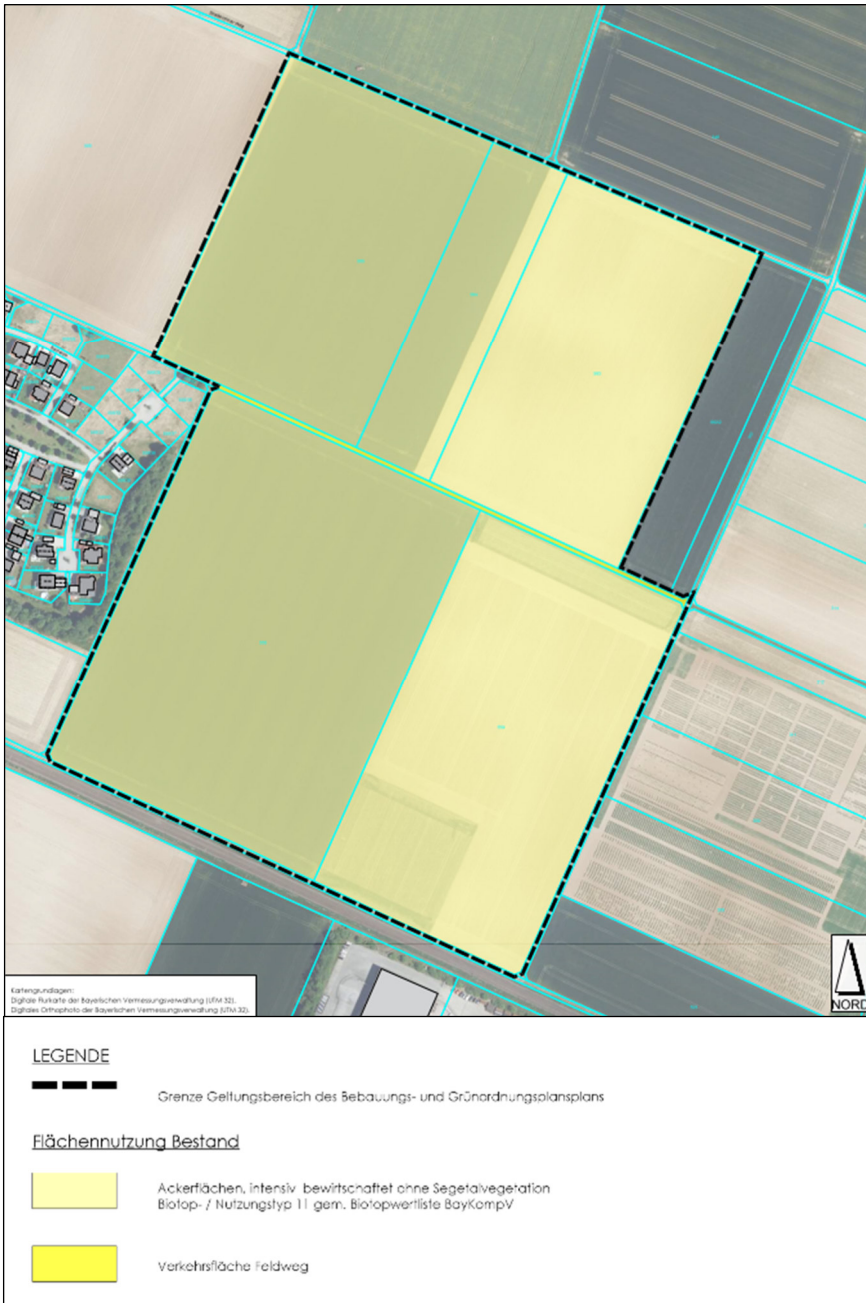 Kartengrundlagen:
Digitale Flurkarte der Bayerischen Vermessungsverwaltung (UTM 32).
Digitales Orthophoto der Bayerischen Vermessungsverwaltung (UTM 32).
NORD
LEGENDE
Grenze Geltungsbereich des Bebauungs- und Grünordnungsplansplans
Flächennutzung Bestand
Ackerflächen, intensiv bewirtschaftet ohne Segetalvegetation
Biotop- / Nutzungstyp 11 gem. Biotopwertliste BayKompV
Verkehrsfläche Feldweg